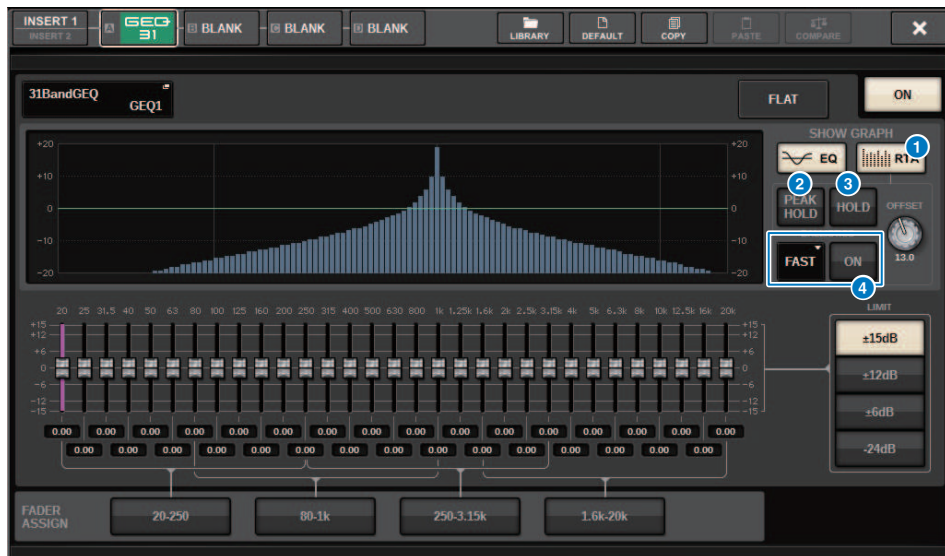 INSERT 1
INSERT 2
A
GEQ
31
B BLANK
C BLANK
D BLANK
LIBRARY
DEFAULT
COPY
PASTE
COMPARE
31BandGEQ
GEQ1
FLAT
ON
SHOW GRAPH
EQ
RTA
1
2
3
PEAK HOLD
HOLD
OFFSET
13.0
FAST
ON
4
+20
+10
0
-10
-20
+20
+10
0
-10
-20
20 25 31.5 40 50 63 80 100 125 160 200 250 315 400 500 630 800 1k 1.25k 1.6k 2k 2.5k 3.15k 4k 5k 6.3k 8k 10k 12.5k 16k 20k
+15
+12
+6
0
-6
-12
-15
+15
+12
+6
0
-6
-12
-15
0.00 0.00 0.00 0.00 0.00 0.00 0.00 0.00 0.00 0.00 0.00 0.00 0.00 0.00 0.00 0.00
0.00 0.00 0.00 0.00 0.00 0.00 0.00 0.00 0.00 0.00 0.00 0.00 0.00 0.00 0.00
LIMIT
±15dB
±12dB
±6dB
-24dB
FADER
ASSIGN
20-250
80-1k
250-3.15k
1.6k-20k